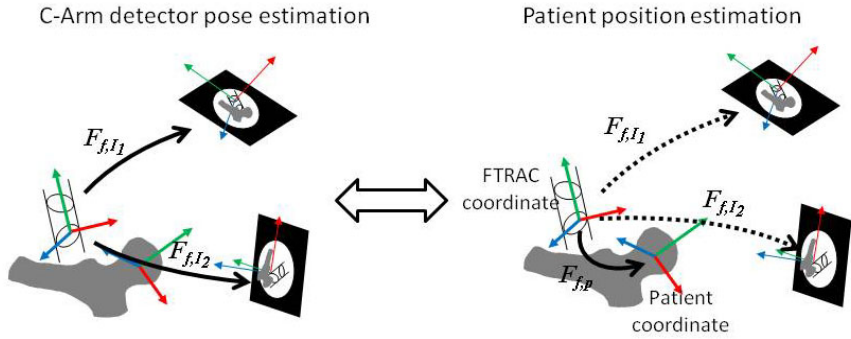 C-Arm detector pose estimation
Patient position estimation
F_{f,I_1}
F_{f,I_2}
F_{f,I_1}
FTRAC
coordinate
F_{f,I_2}
F_{f,p}
Patient
coordinate